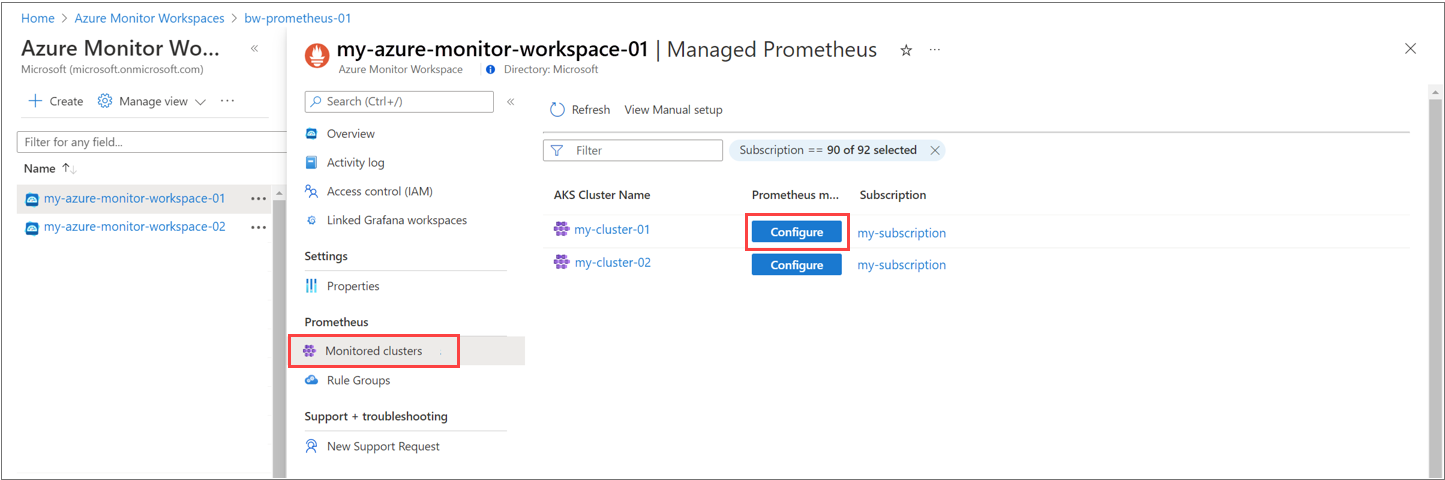 Home > Azure Monitor Workspaces > bw-prometheus-01
Azure Monitor Wo... «
Microsoft (microsoft.onmicrosoft.com)
+ Create Manage view ...
Filter for any field...
Name ↑↓
my-azure-monitor-workspace-01 ...
my-azure-monitor-workspace-02 ...
my-azure-monitor-workspace-01 | Managed Prometheus ...
Azure Monitor Workspace Directory: Microsoft
Search (Ctrl+/) «
Overview
Activity log
Access control (IAM)
Linked Grafana workspaces
Settings
Properties
Prometheus
Monitored clusters
Rule Groups
Support + troubleshooting
New Support Request
Refresh View Manual setup
Filter Subscription == 90 of 92 selected
AKS Cluster Name Prometheus m... Subscription
my-cluster-01 Configure my-subscription
my-cluster-02 Configure my-subscription